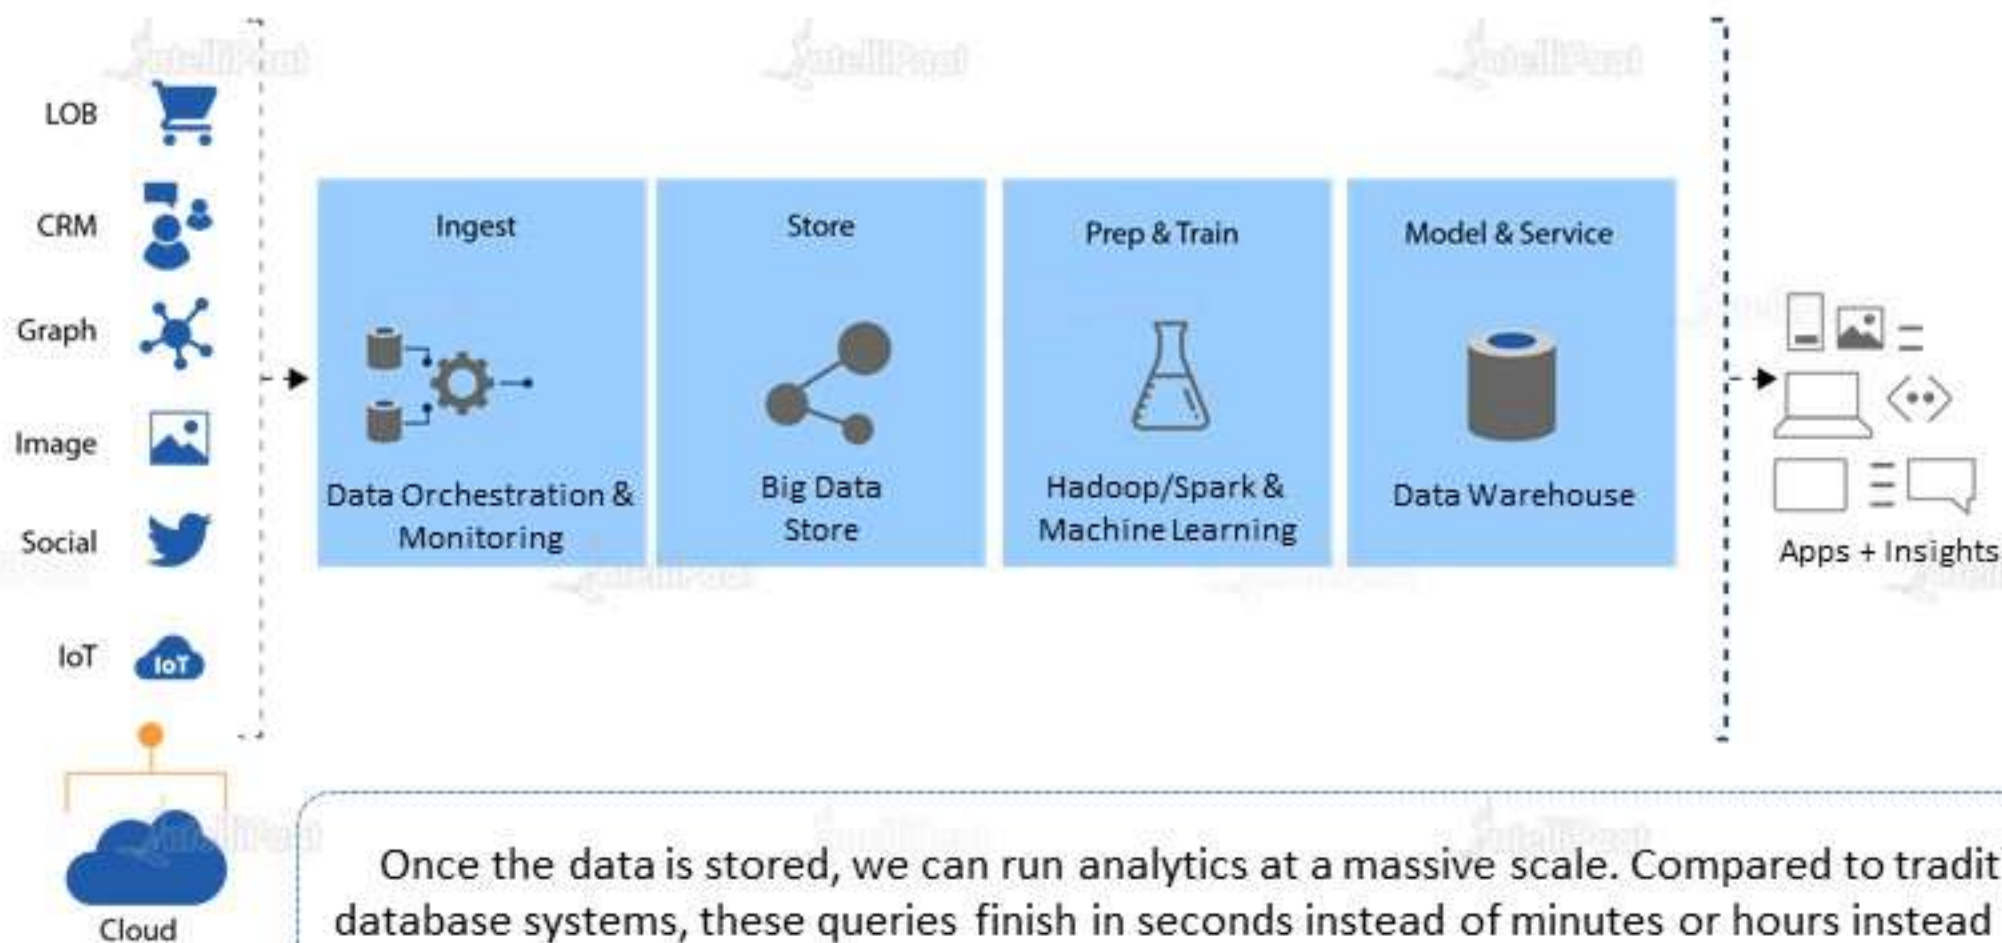 LOB
CRM
Graph
Image
Social
IoT
IoT
Cloud
Ingest
Data Orchestration &
Monitoring
Store
Big Data
Store
Prep & Train
Hadoop/Spark &
Machine Learning
Model & Service
Data Warehouse
Apps + Insights
Once the data is stored, we can run analytics at a massive scale. Compared to tradit
database systems, these queries finish in seconds instead of minutes or hours instead